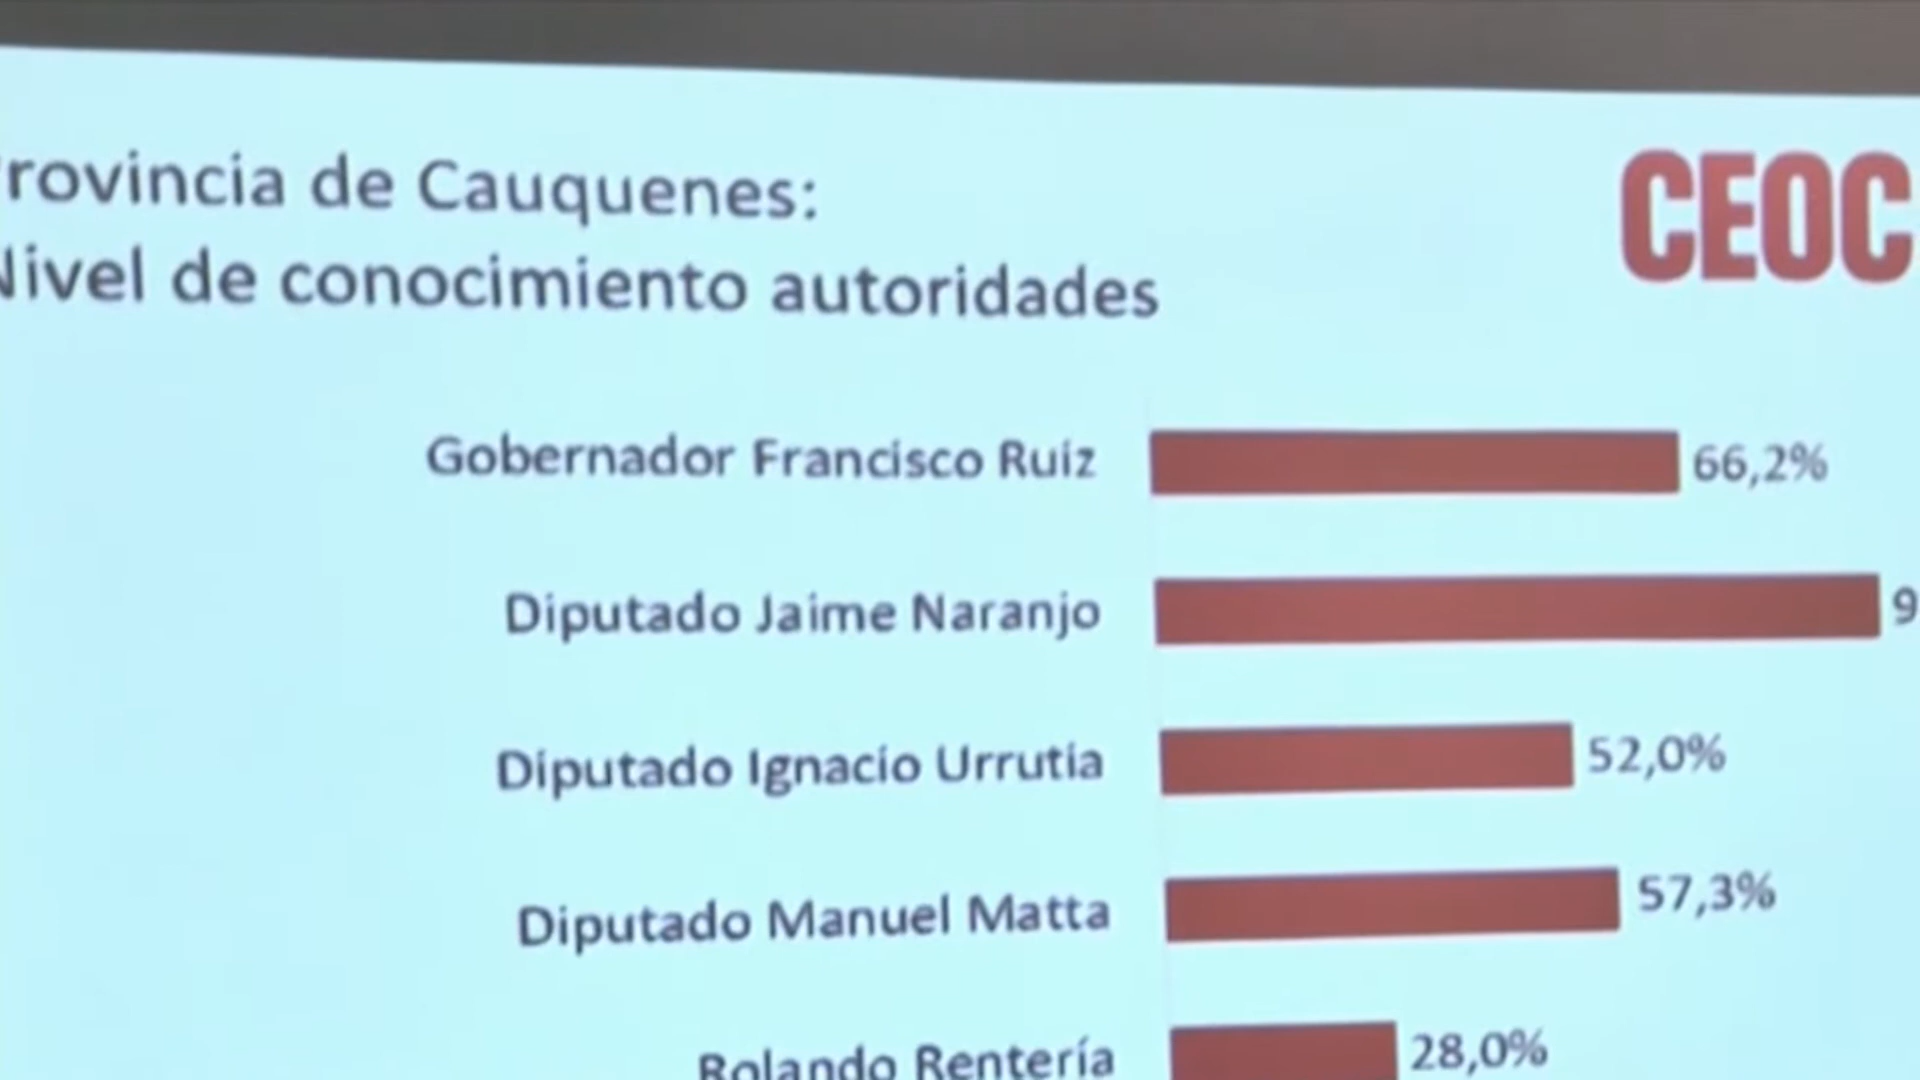 rovincia de Cauquenes:
Nivel de conocimiento autoridades
CEOC
Gobernador Francisco Ruiz 66,2%
Diputado Jaime Naranjo 9
Diputado Ignacio Urrutia 52,0%
Diputado Manuel Matta 57,3%
Rolando Rentería 28,0%